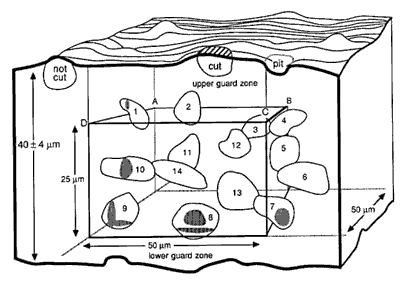 not
cut
cut
pit
upper guard zone
A
B
C
D
1
2
3
4
5
6
7
8
9
10
11
12
13
14
40 ± 4 µm
25 µm
50 µm
50 µm
lower guard zone